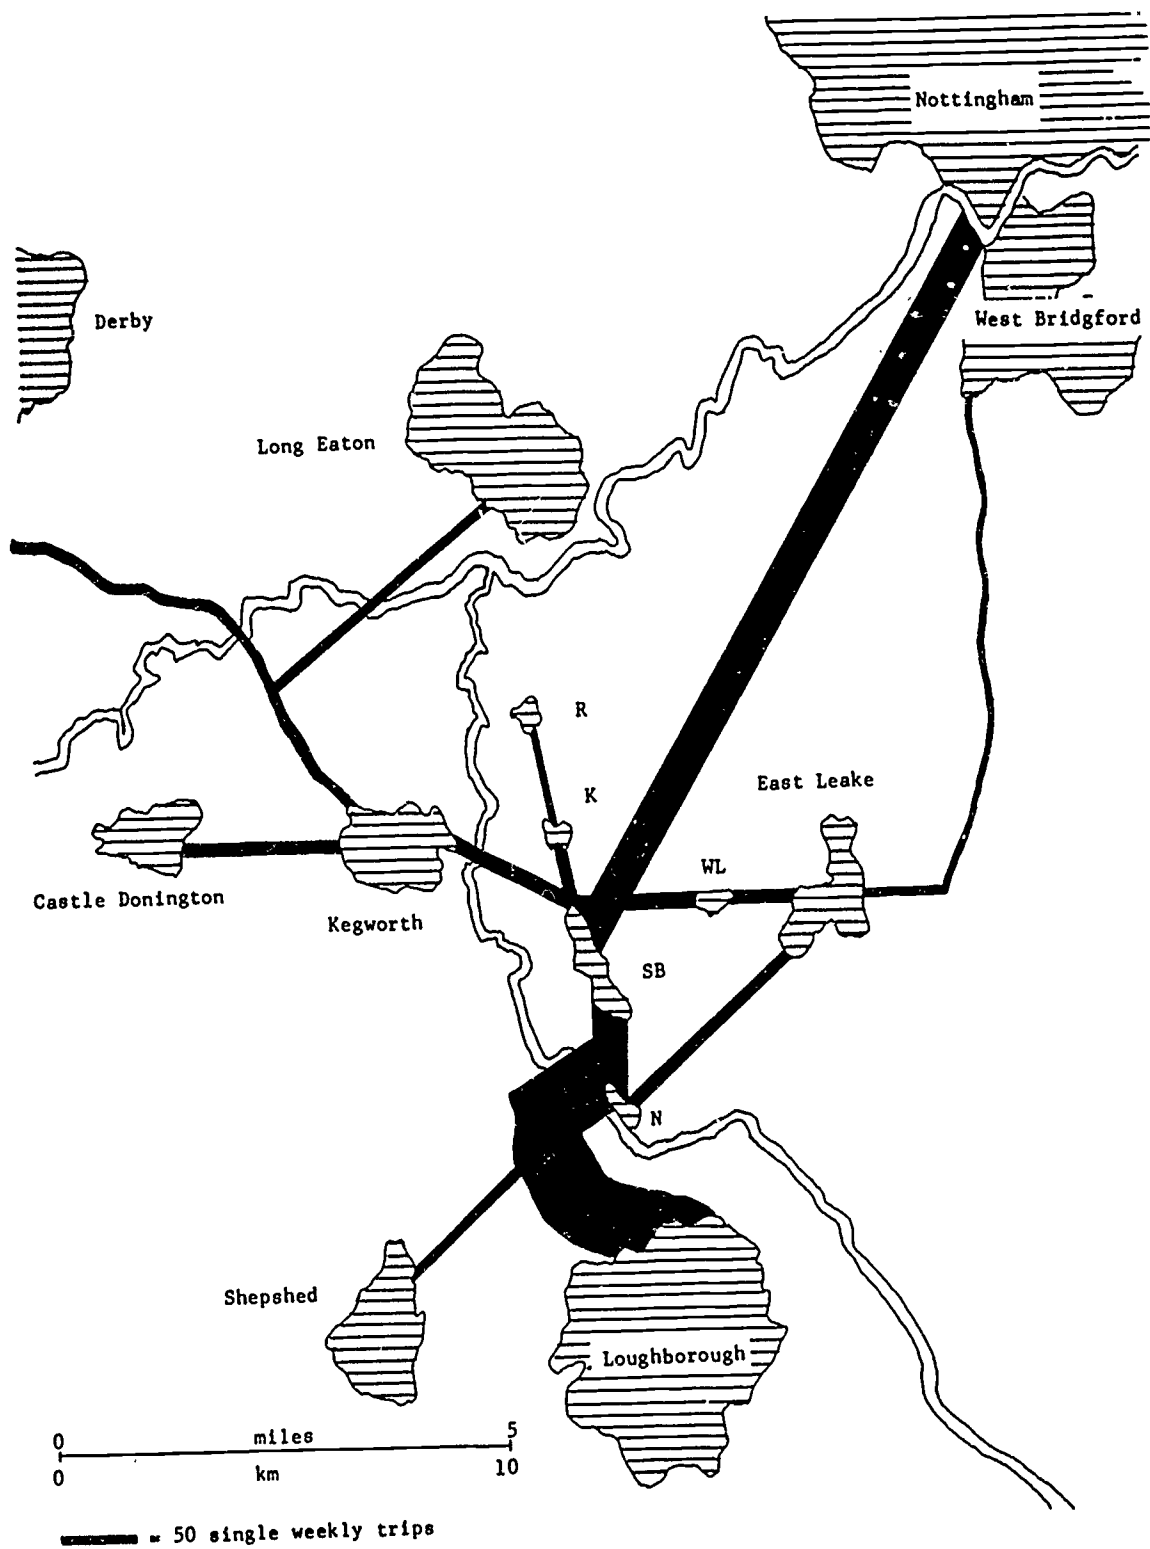 Nottingham
West Bridgford
Derby
Long Eaton
R
K
East Leake
WL
Castle Donington
Kegworth
SB
N
Shepshed
Loughborough
0 miles 5
0 km 10
= 50 single weekly trips